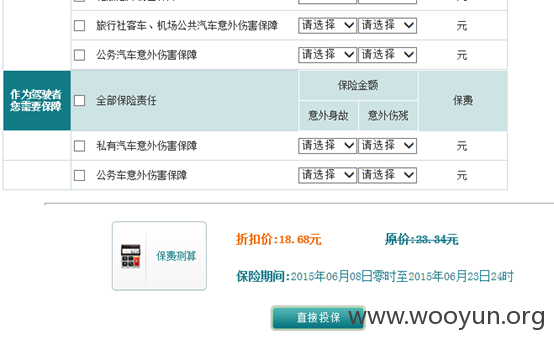 旅行社客车、机场公共汽车意外伤害保障 请选择 请选择 元
公务汽车意外伤害保障 请选择 请选择 元
作为驾驶者
您需要保障
全部保险责任 保险金额 保费
意外身故 意外伤残
私有汽车意外伤害保障 请选择 请选择 元
公务车意外伤害保障 请选择 请选择 元
折扣价:18.68元 原价:23.34元
保费测算
保险期间:2015年06月08日零时至2015年06月23日24时
直接投保
www.wooyun.org